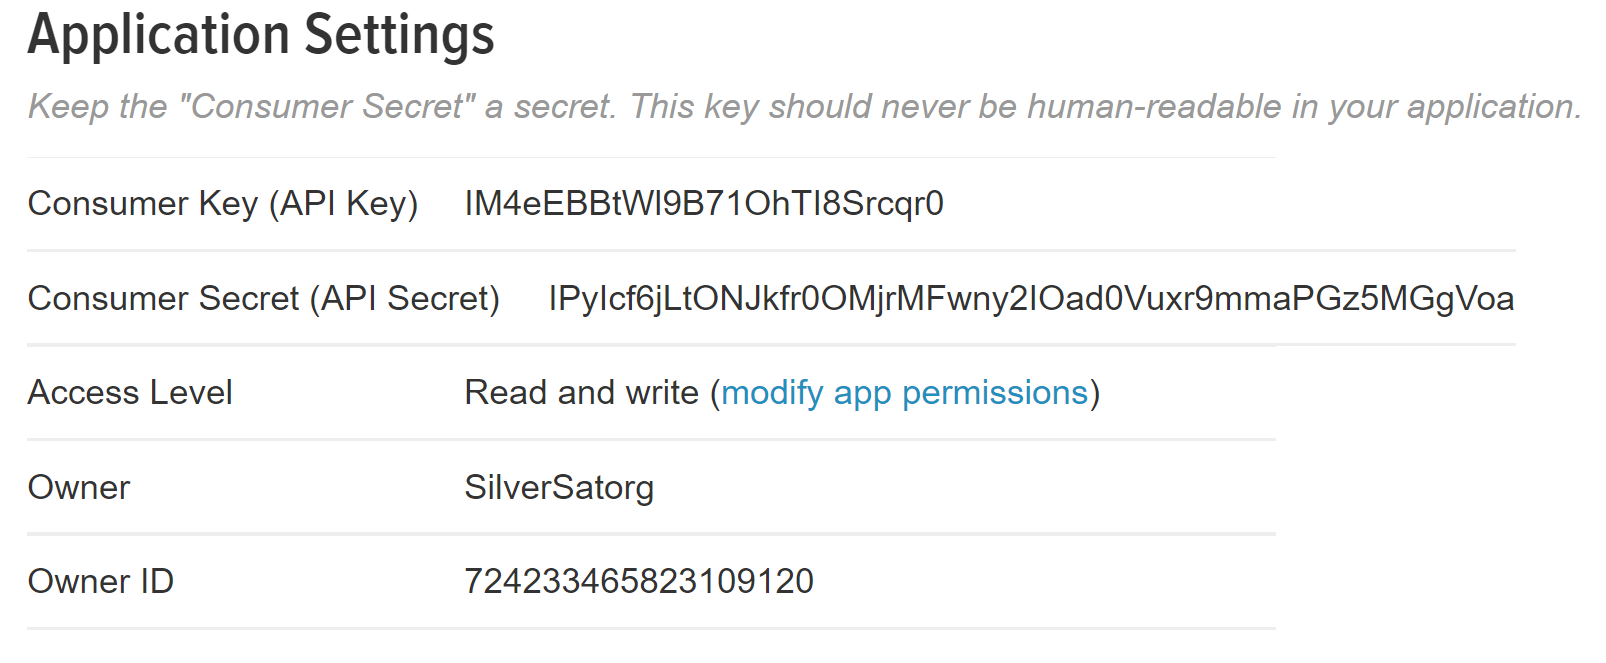 Application Settings
Keep the "Consumer Secret" a secret. This key should never be human-readable in your application.
Consumer Key (API Key) IM4eEBBtWI9B71OhTI8Srcqr0
Consumer Secret (API Secret) IPyIcf6jLtONJkfr0OMjrMFwny2IOad0Vuxr9mmaPGz5MGgVoa
Access Level Read and write (modify app permissions)
Owner SilverSatorg
Owner ID 724233465823109120